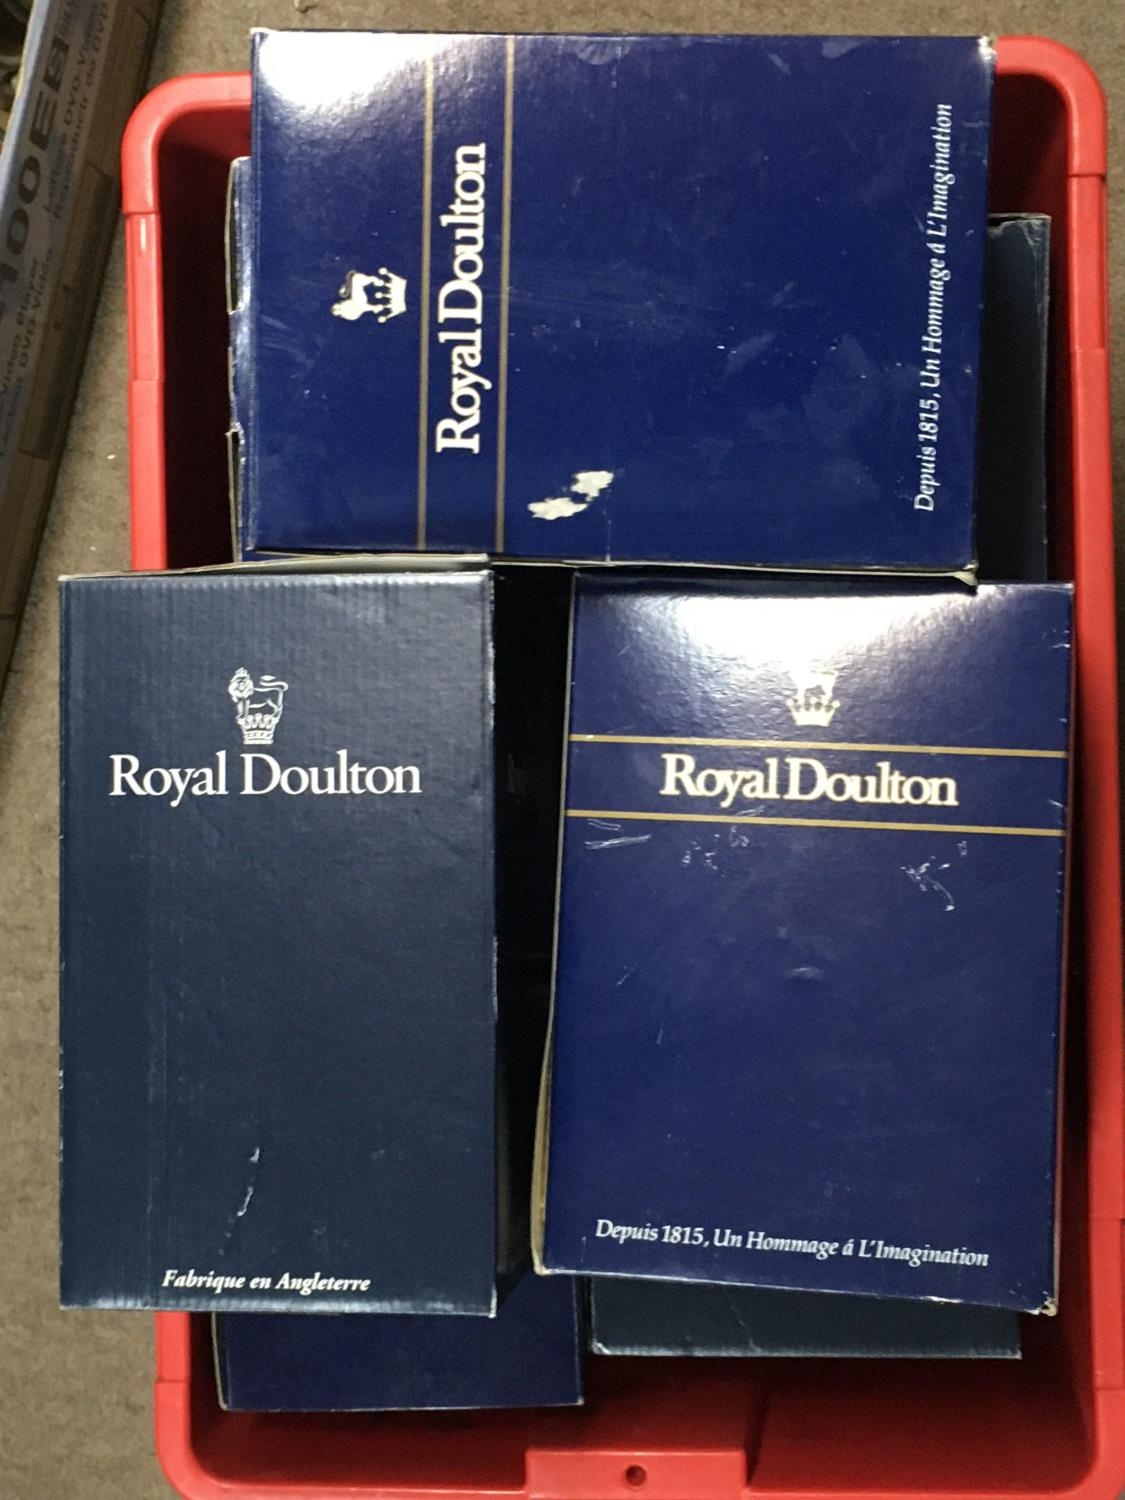 Royal Doulton
Depuis 1815, Un Hommage á L'Imagination
Royal Doulton
Fabrique en Angleterre
Royal Doulton
Depuis 1815, Un Hommage á L'Imagination